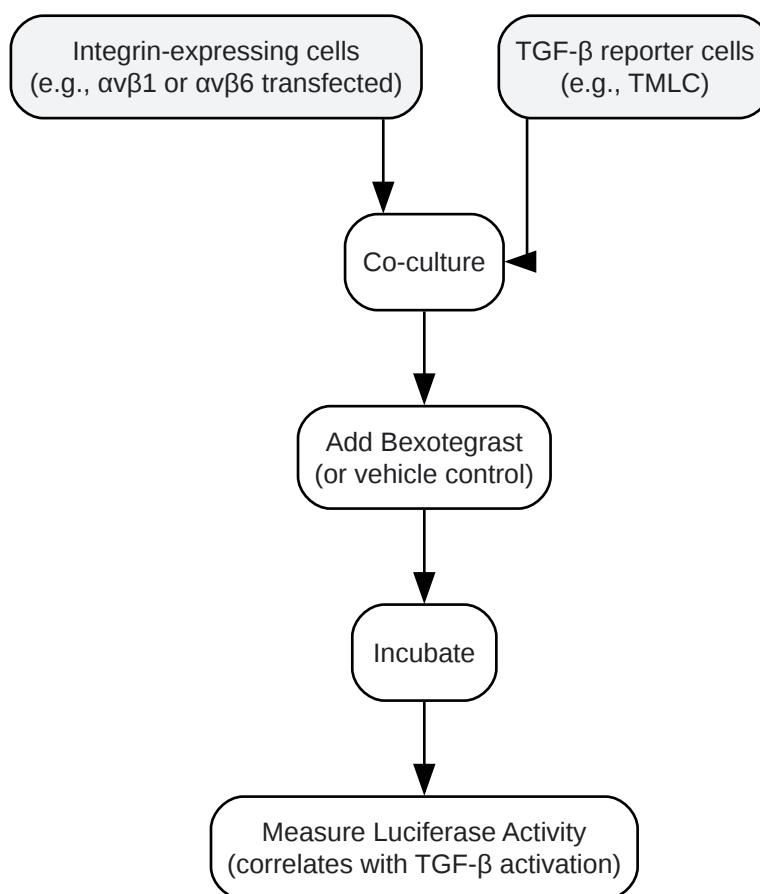 Integrin-expressing cells
(e.g., αvβ1 or αvβ6 transfected)
TGF-β reporter cells
(e.g., TMLC)
Co-culture
Add Bexotegrast
(or vehicle control)
Incubate
Measure Luciferase Activity
(correlates with TGF-β activation)